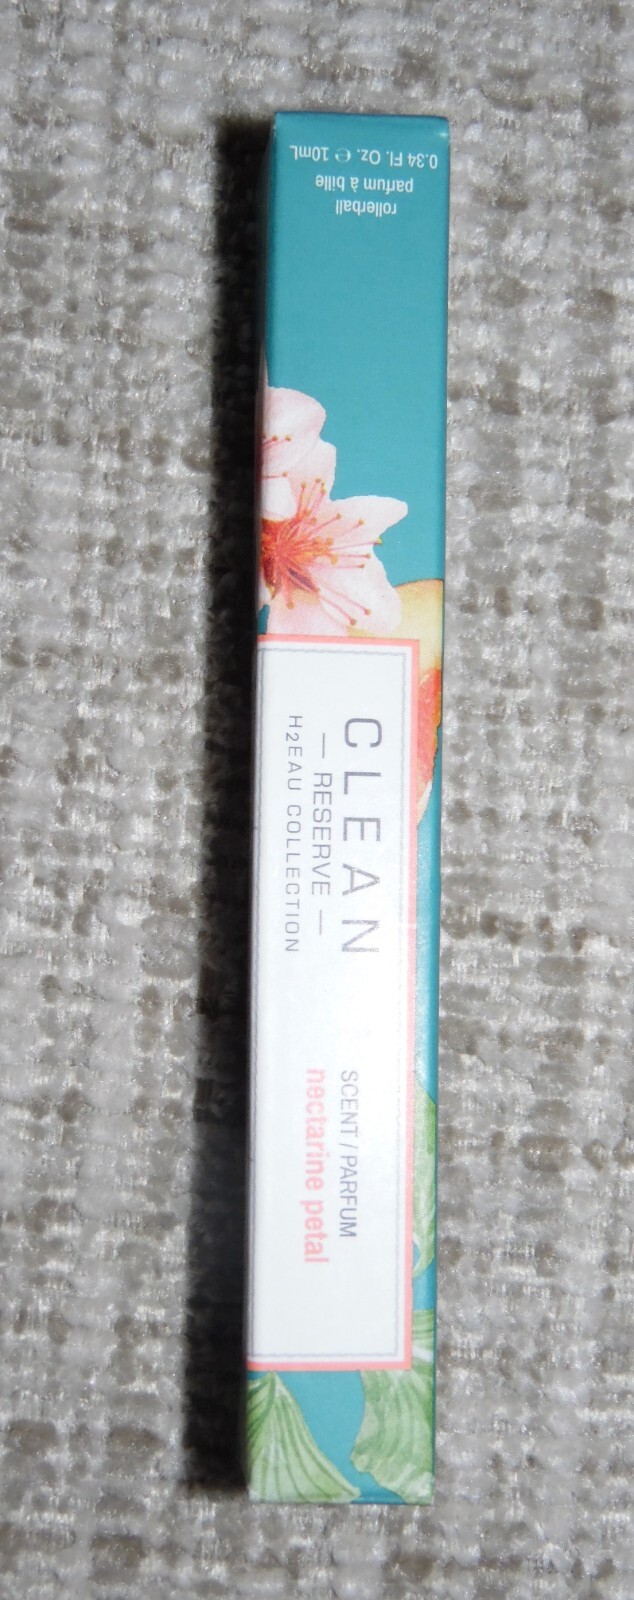 CLEAN
— RESERVE —
H2EAU COLLECTION
SCENT / PARFUM
nectarine petal
rollerball
parfum à bille
0.34 Fl. Oz. ℮ 10mL